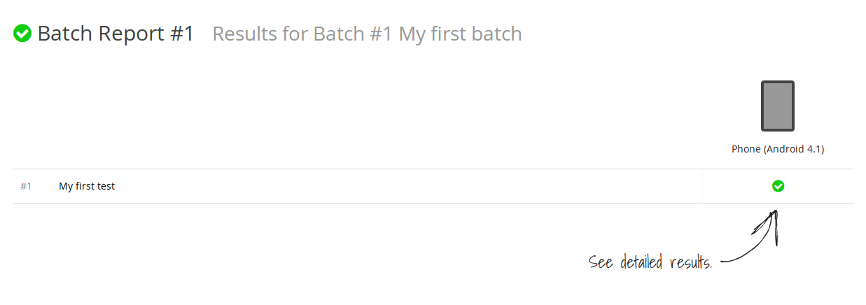 Batch Report #1 Results for Batch #1 My first batch
Phone (Android 4.1)
#1 My first test
See detailed results.